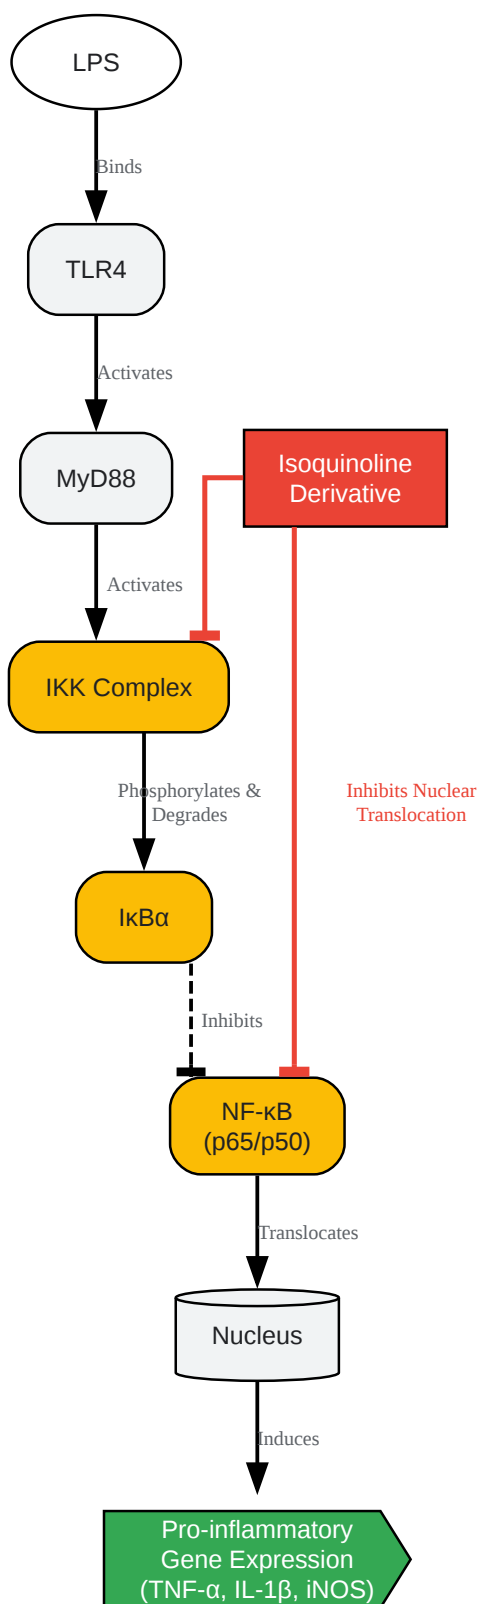 LPS
Binds
TLR4
Activates
MyD88
Isoquinoline
Derivative
Activates
IKK Complex
Phosphorylates &
Degrades
Inhibits Nuclear
Translocation
IκBα
Inhibits
NF-κB
(p65/p50)
Translocates
Nucleus
Induces
Pro-inflammatory
Gene Expression
(TNF-α, IL-1β, iNOS)